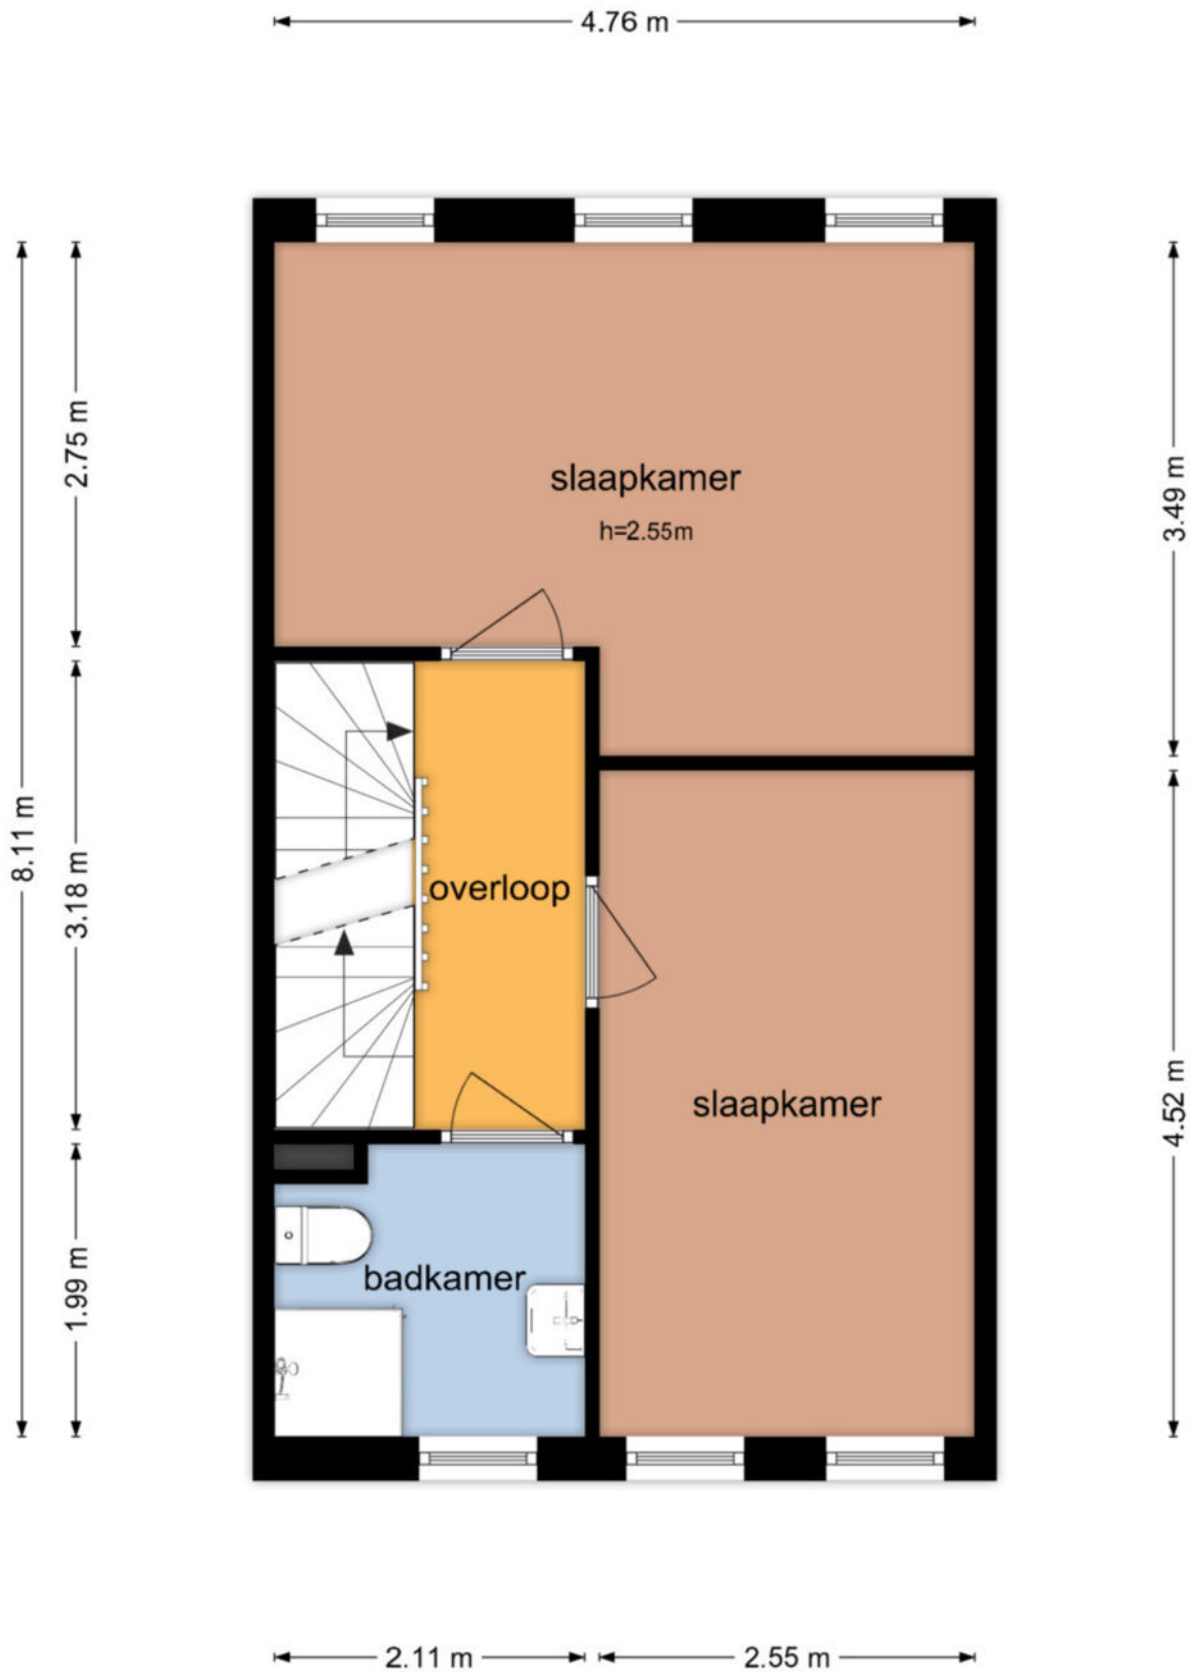 4.76 m
2.75 m
3.49 m
slaapkamer
h=2.55m
8.11 m
3.18 m
overloop
slaapkamer
4.52 m
1.99 m
badkamer
2.11 m
2.55 m